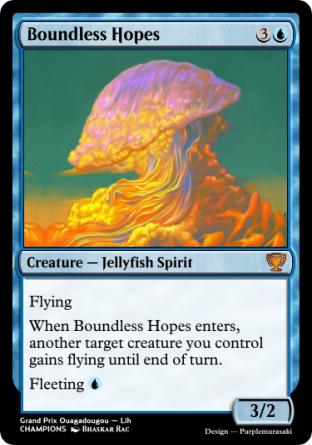 Boundless Hopes 3
Creature — Jellyfish Spirit
Flying
When Boundless Hopes enters,
another target creature you control
gains flying until end of turn.
Fleeting
3/2
Grand Prix Ouagadougou — Lih
CHAMPIONS Bhaskar Rac Design — Purplemurasaki